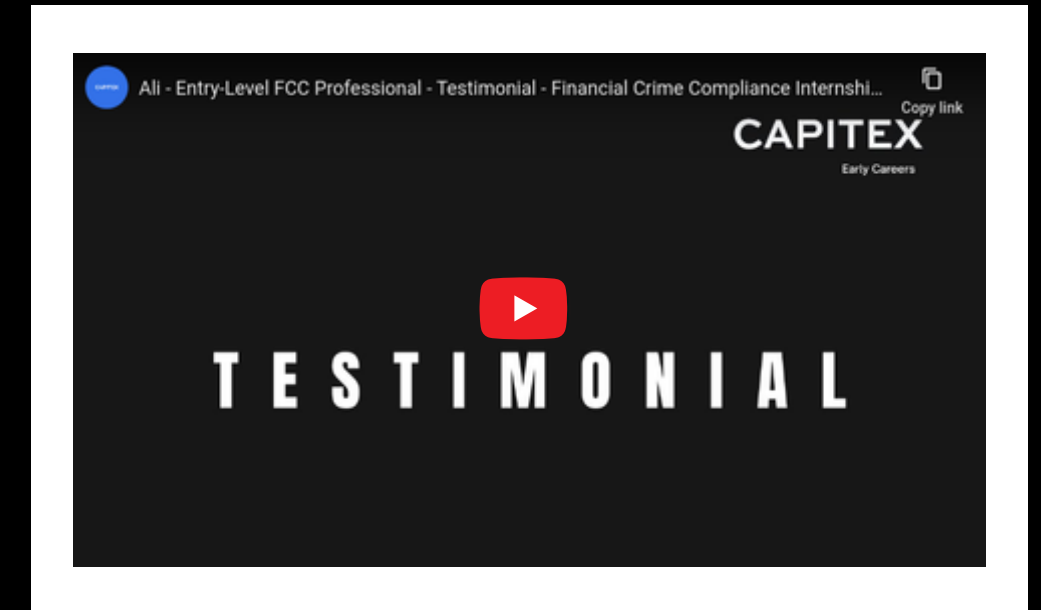 Ali - Entry-Level FCC Professional - Testimonial - Financial Crime Compliance Internshi...
Copy link
CAPITEX
Early Careers
TESTIMONIAL